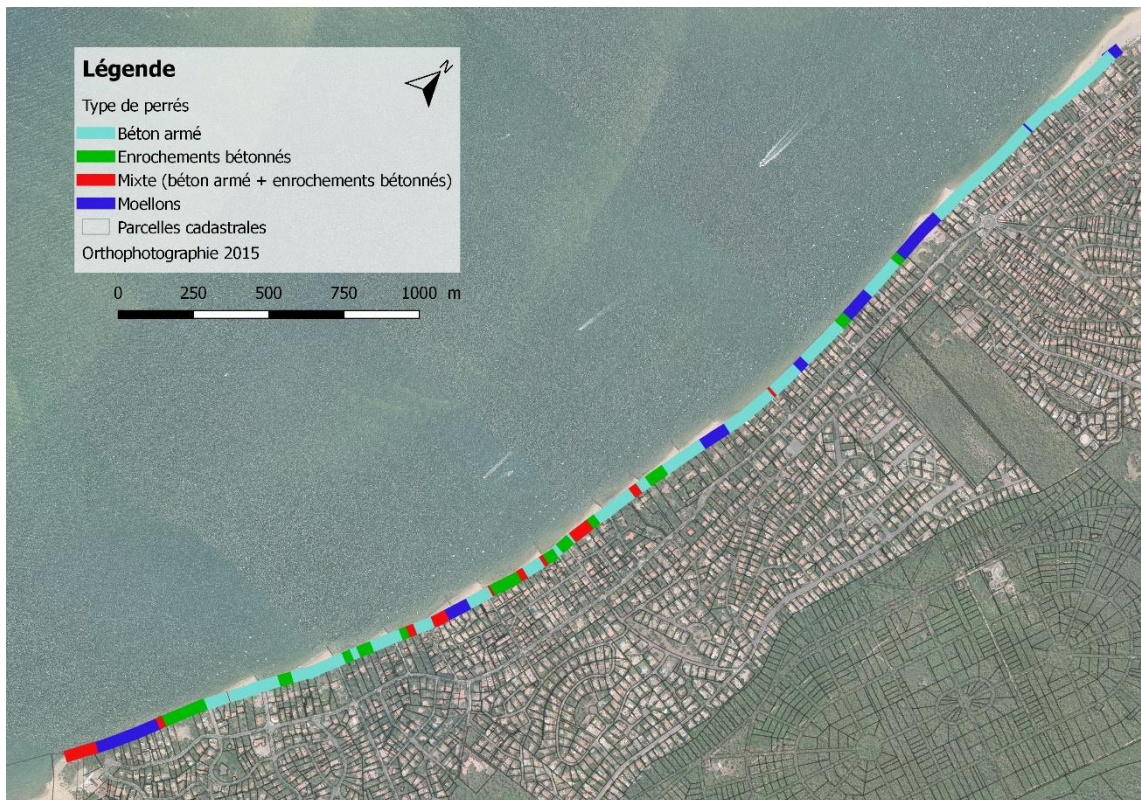 Légende
N
Type de perrés
Béton armé
Enrochements bétonnés
Mixte (béton armé + enrochements bétonnés)
Moellons
Parcelles cadastrales
Orthophotographie 2015
0 250 500 750 1000 m